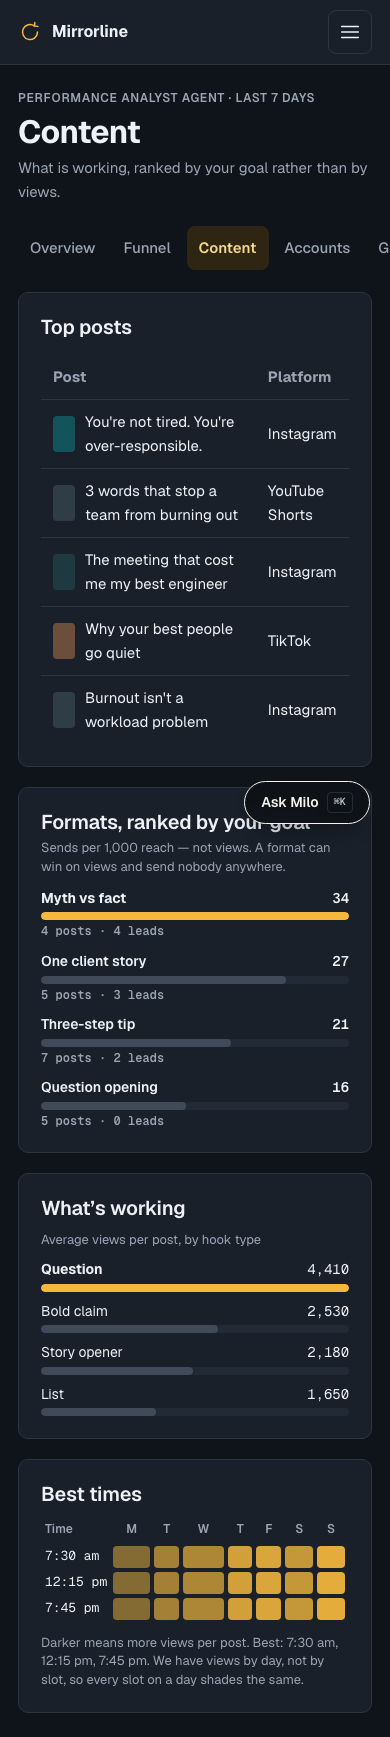 Mirrorline
PERFORMANCE ANALYST AGENT · LAST 7 DAYS
Content
What is working, ranked by your goal rather than by
views.
Overview Funnel Content Accounts G
Top posts
Post Platform
You're not tired. You're
over-responsible.
Instagram
3 words that stop a
team from burning out
YouTube
Shorts
The meeting that cost
me my best engineer
Instagram
Why your best people
go quiet
TikTok
Burnout isn't a
workload problem
Instagram
Ask Milo ⌘K
Formats, ranked by your goal
Sends per 1,000 reach — not views. A format can
win on views and send nobody anywhere.
Myth vs fact 34
4 posts · 4 leads
One client story 27
5 posts · 3 leads
Three-step tip 21
7 posts · 2 leads
Question opening 16
5 posts · 0 leads
What’s working
Average views per post, by hook type
Question 4,410
Bold claim 2,530
Story opener 2,180
List 1,650
Best times
Time M T W T F S S
7:30 am
12:15 pm
7:45 pm
Darker means more views per post. Best: 7:30 am,
12:15 pm, 7:45 pm. We have views by day, not by
slot, so every slot on a day shades the same.